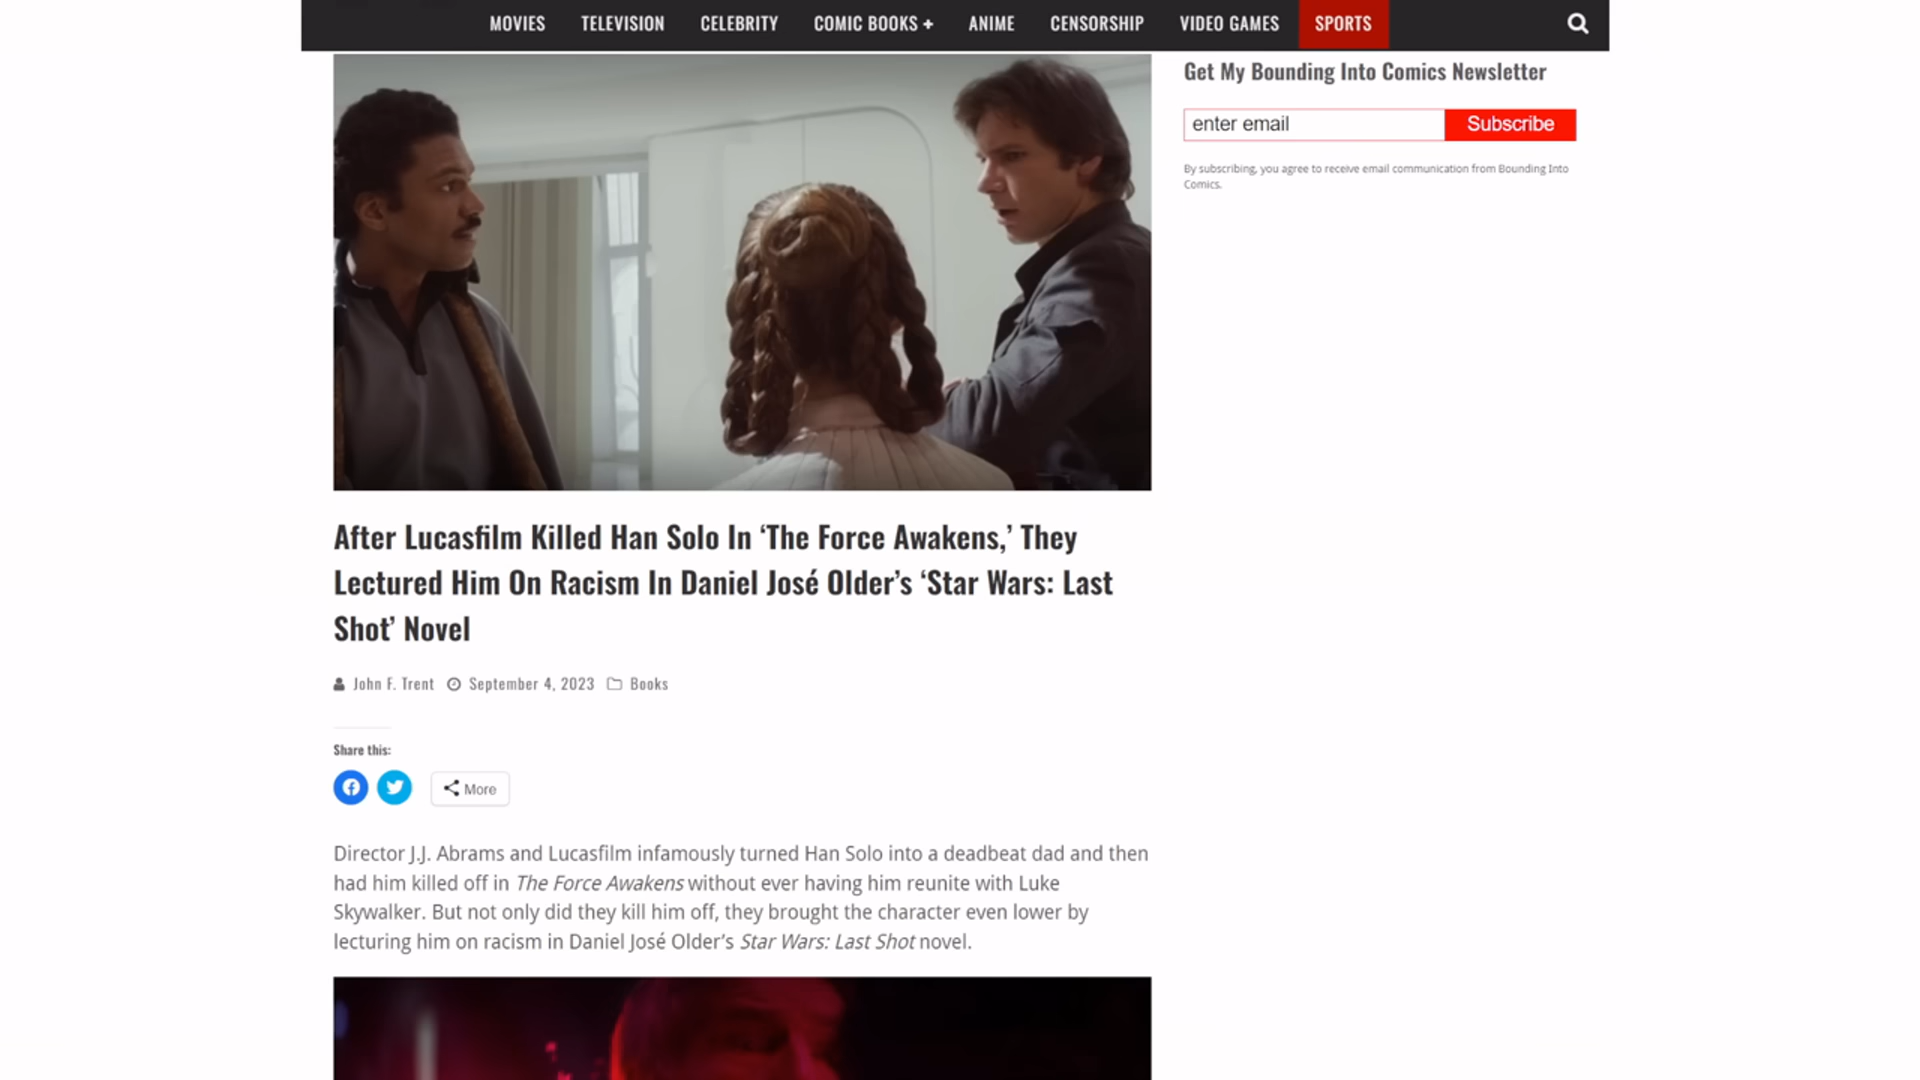 MOVIES TELEVISION CELEBRITY COMIC BOOKS + ANIME CENSORSHIP VIDEO GAMES SPORTS
Get My Bounding Into Comics Newsletter
enter email Subscribe
By subscribing, you agree to receive email communication from Bounding Into
Comics.
After Lucasfilm Killed Han Solo In ‘The Force Awakens,’ They
Lectured Him On Racism In Daniel José Older’s ‘Star Wars: Last
Shot’ Novel
John F. Trent September 4, 2023 Books
Share this:
More
Director J.J. Abrams and Lucasfilm infamously turned Han Solo into a deadbeat dad and then
had him killed off in The Force Awakens without ever having him reunite with Luke
Skywalker. But not only did they kill him off, they brought the character even lower by
lecturing him on racism in Daniel José Older’s Star Wars: Last Shot novel.